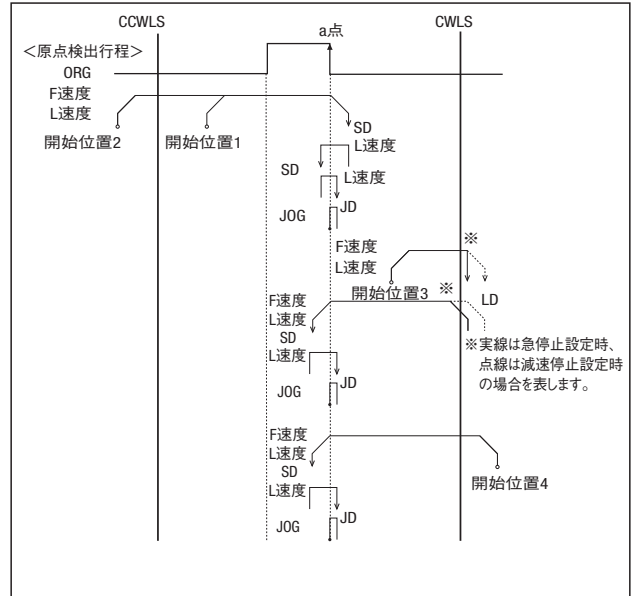 CCWLS
a点
CWLS
＜原点検出行程＞
ORG
F速度
L速度
開始位置2
開始位置1
SD
L速度
SD
L速度
JOG
JD
F速度
L速度
※
開始位置3
※
LD
F速度
L速度
SD
L速度
※実線は急停止設定時、
点線は減速停止設定時
の場合を表します。
JOG
JD
F速度
L速度
SD
開始位置4
L速度
JOG
JD